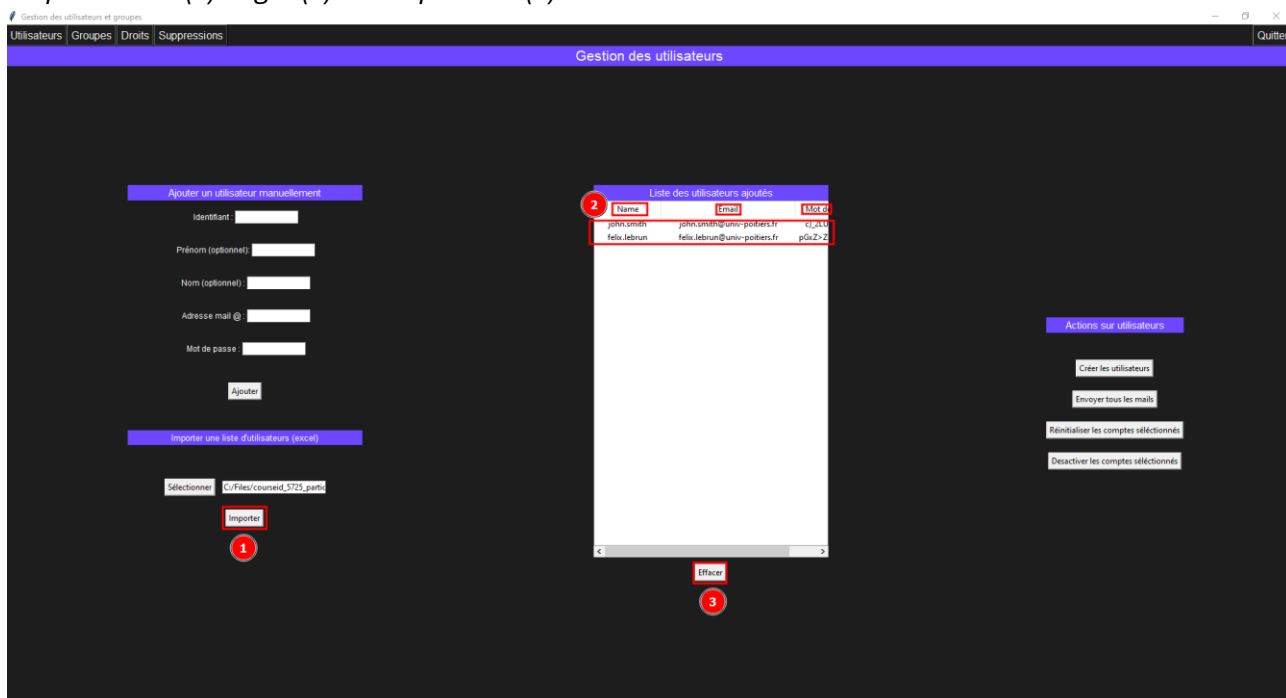 Gestion des utilisateurs et groupes
Utilisateurs Groupes Droits Suppressions Quitter
Gestion des utilisateurs
Ajouter un utilisateur manuellement
Identifiant :
Prénom (optionnel):
Nom (optionnel) :
Adresse mail @ :
Mot de passe :
Ajouter
Importer une liste d'utilisateurs (excel)
Sélectionner C:/Files/courseid_5725_partic
Importer
1
Liste des utilisateurs ajoutés
2
Name Email Mot d
john.smith john.smith@univ-poitiers.fr
felix.lebrun felix.lebrun@univ-poitiers.fr pGxZ>Z
Effacer
3
Actions sur utilisateurs
Créer les utilisateurs
Envoyer tous les mails
Réinitialiser les comptes séléctionnés
Desactiver les comptes séléctionnés